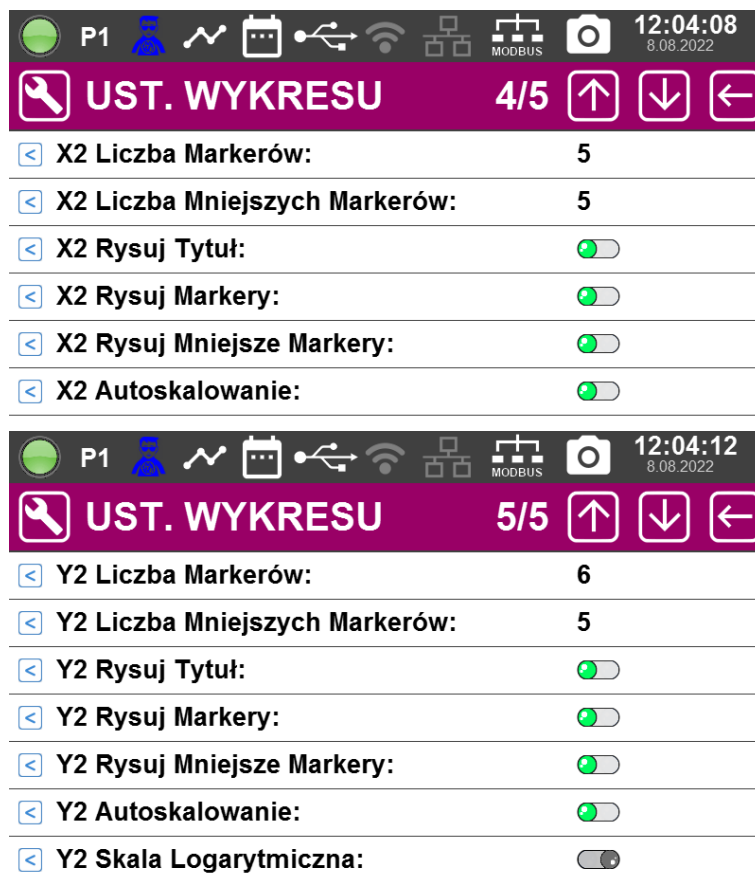 P1 MODBUS 12:04:08
8.08.2022
UST. WYKRESU 4/5
X2 Liczba Markerów: 5
X2 Liczba Mniejszych Markerów: 5
X2 Rysuj Tytuł:
X2 Rysuj Markery:
X2 Rysuj Mniejsze Markery:
X2 Autoskalowanie:
P1 MODBUS 12:04:12
8.08.2022
UST. WYKRESU 5/5
Y2 Liczba Markerów: 6
Y2 Liczba Mniejszych Markerów: 5
Y2 Rysuj Tytuł:
Y2 Rysuj Markery:
Y2 Rysuj Mniejsze Markery:
Y2 Autoskalowanie:
Y2 Skala Logarytmiczna: